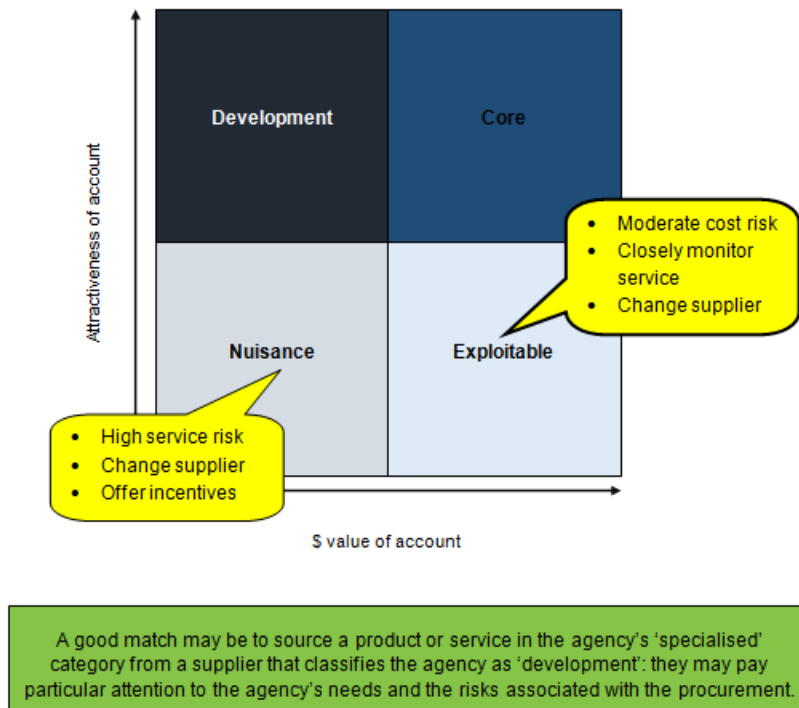 Attractiveness of account
Development
Core
Nuisance
Exploitable
• Moderate cost risk
• Closely monitor
service
• Change supplier
• High service risk
• Change supplier
• Offer incentives
$ value of account
A good match may be to source a product or service in the agency's 'specialised'
category from a supplier that classifies the agency as 'development': they may pay
particular attention to the agency's needs and the risks associated with the procurement.